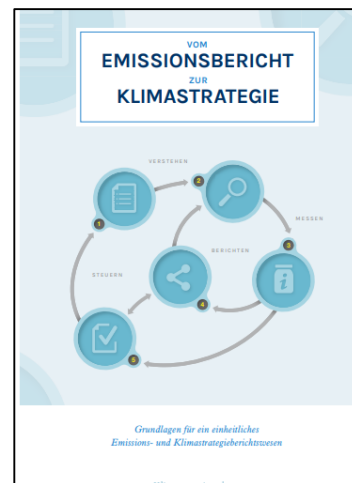 VOM
EMISSIONSBERICHT
ZUR
KLIMASTRATEGIE
VERSTEHEN
2
1
MESSEN
3
BERICHTEN
STEUERN
4
5
Grundlagen für ein einheitliches
Emissions- und Klimastrategieberichtswesen